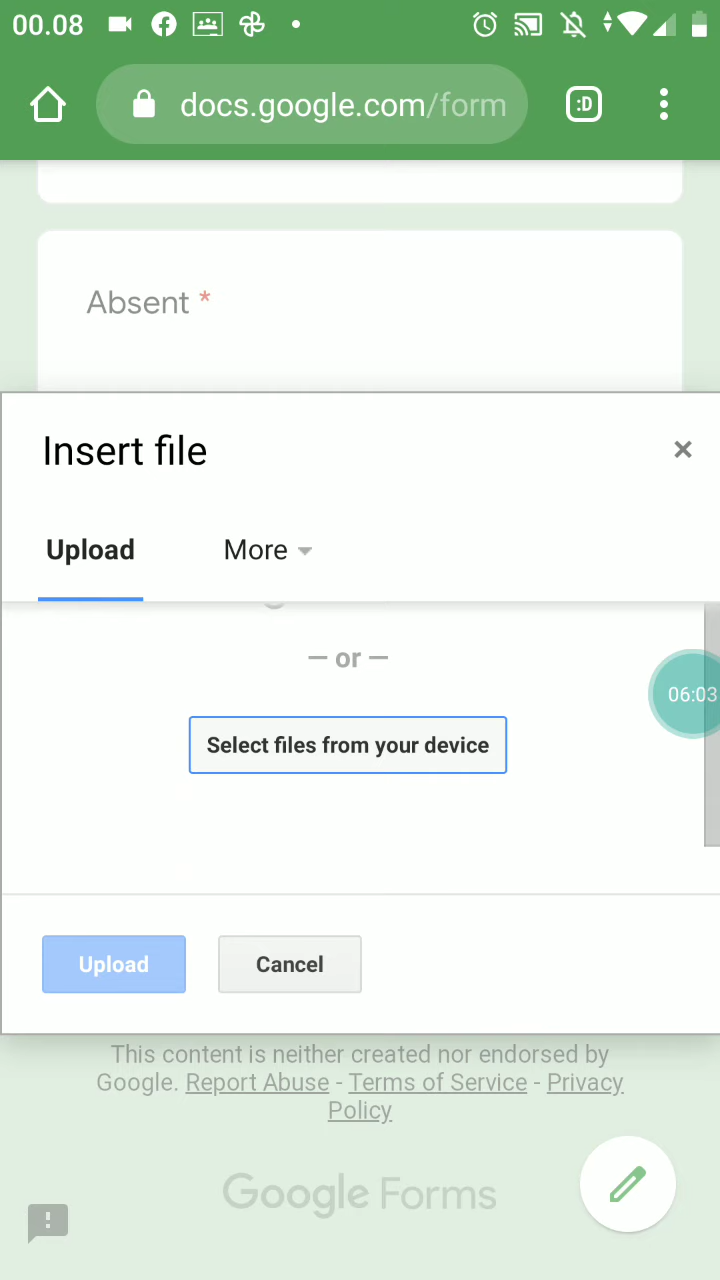 00.08
docs.google.com/form
:D
Absent *
Insert file
×
Upload
More
— or —
06:03
Select files from your device
Upload
Cancel
This content is neither created nor endorsed by
Google. Report Abuse - Terms of Service - Privacy
Policy
Google Forms